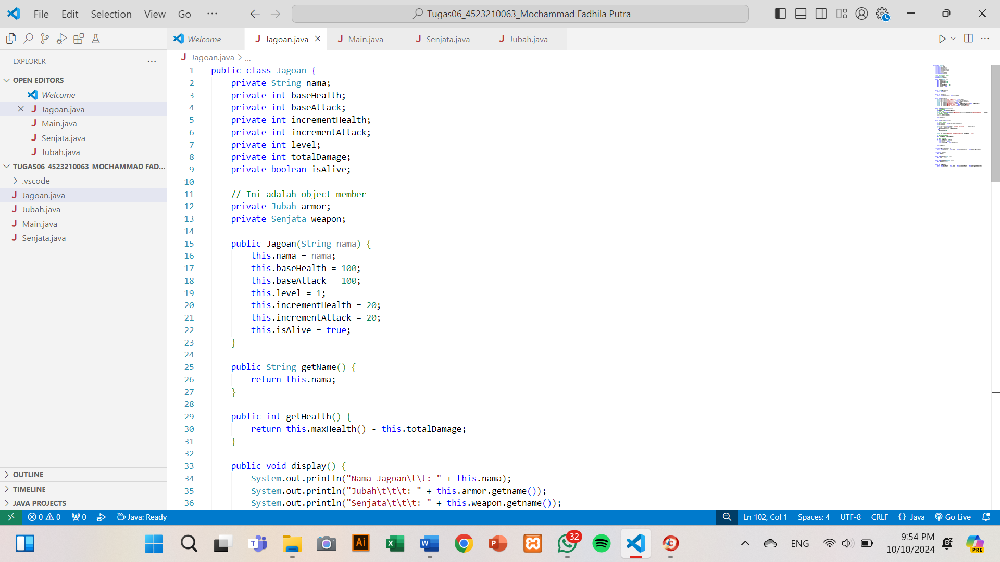 File Edit Selection View Go ···
Tugas06_4523210063_Mochammad Fadhila Putra
Welcome
Jagoan.java
Main.java
Senjata.java
Jubah.java
EXPLORER
OPEN EDITORS
Welcome
Jagoan.java
Main.java
Senjata.java
Jubah.java
TUGAS06_4523210063_MOCHAMMAD FAD...
.vscode
Jagoan.java
Jubah.java
Main.java
Senjata.java
OUTLINE
TIMELINE
JAVA PROJECTS
Jagoan.java > ...
1 public class Jagoan {
2 private String nama;
3 private int baseHealth;
4 private int baseAttack;
5 private int incrementHealth;
6 private int incrementAttack;
7 private int level;
8 private int totalDamage;
9 private boolean isAlive;
10
11 // Ini adalah object member
12 private Jubah armor;
13 private Senjata weapon;
14
15 public Jagoan(String nama) {
16 this.nama = nama;
17 this.baseHealth = 100;
18 this.baseAttack = 100;
19 this.level = 1;
20 this.incrementHealth = 20;
21 this.incrementAttack = 20;
22 this.isAlive = true;
23 }
24
25 public String getName() {
26 return this.nama;
27 }
28
29 public int getHealth() {
30 return this.maxHealth() - this.totalDamage;
31 }
32
33 public void display() {
34 System.out.println("Nama Jagoan\t\t: " + this.nama);
35 System.out.println("Jubah\t\t\t: " + this.armor.getname());
36 System.out.println("Senjata\t\t\t: " + this.weapon.getname());
0 0 0 Java: Ready
Ln 102, Col 1 Spaces: 4 UTF-8 CRLF {} Java Go Live
T Ai X W P 32
ENG
9:54 PM
10/10/2024
PRE